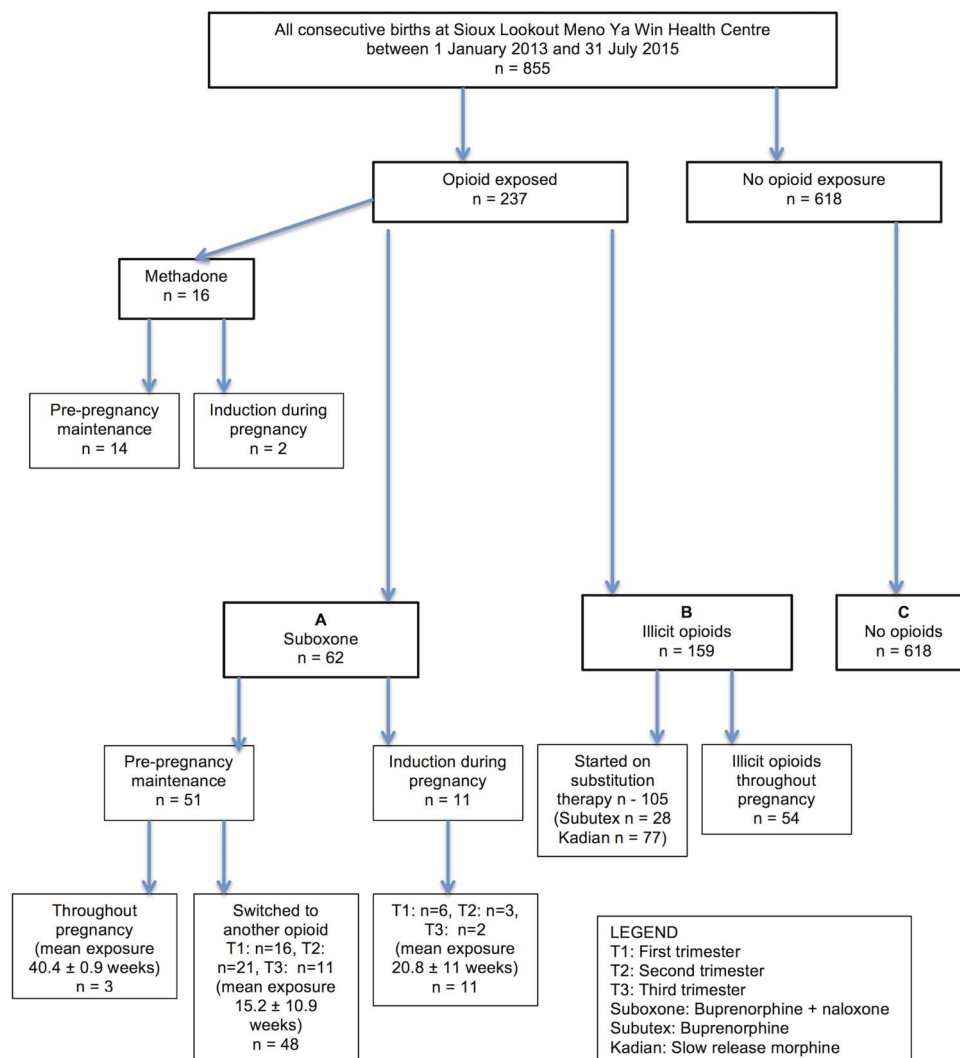 All consecutive births at Sioux Lookout Meno Ya Win Health Centre
between 1 January 2013 and 31 July 2015
n = 855
Opioid exposed
n = 237
No opioid exposure
n = 618
Methadone
n = 16
Pre-pregnancy
maintenance
n = 14
Induction during
pregnancy
n = 2
A
Suboxone
n = 62
B
Illicit opioids
n = 159
C
No opioids
n = 618
Pre-pregnancy
maintenance
n = 51
Induction during
pregnancy
n = 11
Started on
substitution
therapy n - 105
(Subutex n = 28
Kadian n = 77)
Illicit opioids
throughout
pregnancy
n = 54
Throughout
pregnancy
(mean exposure
40.4 ± 0.9 weeks)
n = 3
Switched to
another opioid
T1: n=16, T2:
n=21, T3: n=11
(mean exposure
15.2 ± 10.9
weeks)
n = 48
T1: n=6, T2: n=3,
T3: n=2
(mean exposure
20.8 ± 11 weeks)
n = 11
LEGEND
T1: First trimester
T2: Second trimester
T3: Third trimester
Suboxone: Buprenorphine + naloxone
Subutex: Buprenorphine
Kadian: Slow release morphine